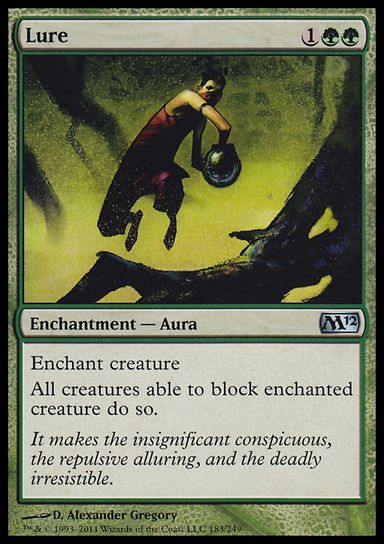 Lure 1
Enchantment — Aura M12
Enchant creature
All creatures able to block enchanted
creature do so.
It makes the insignificant conspicuous,
the repulsive alluring, and the deadly
irresistible.
D. Alexander Gregory
™ & © 1993–2011 Wizards of the Coast LLC 183/249